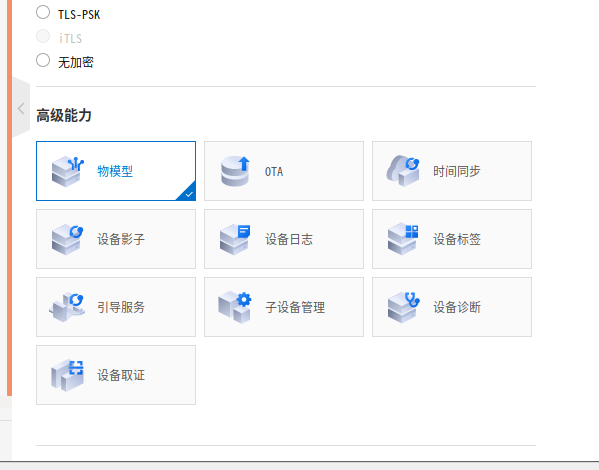 TLS-PSK
iTLS
无加密
高级能力
物模型
OTA
时间同步
设备影子
设备日志
设备标签
引导服务
子设备管理
设备诊断
设备取证